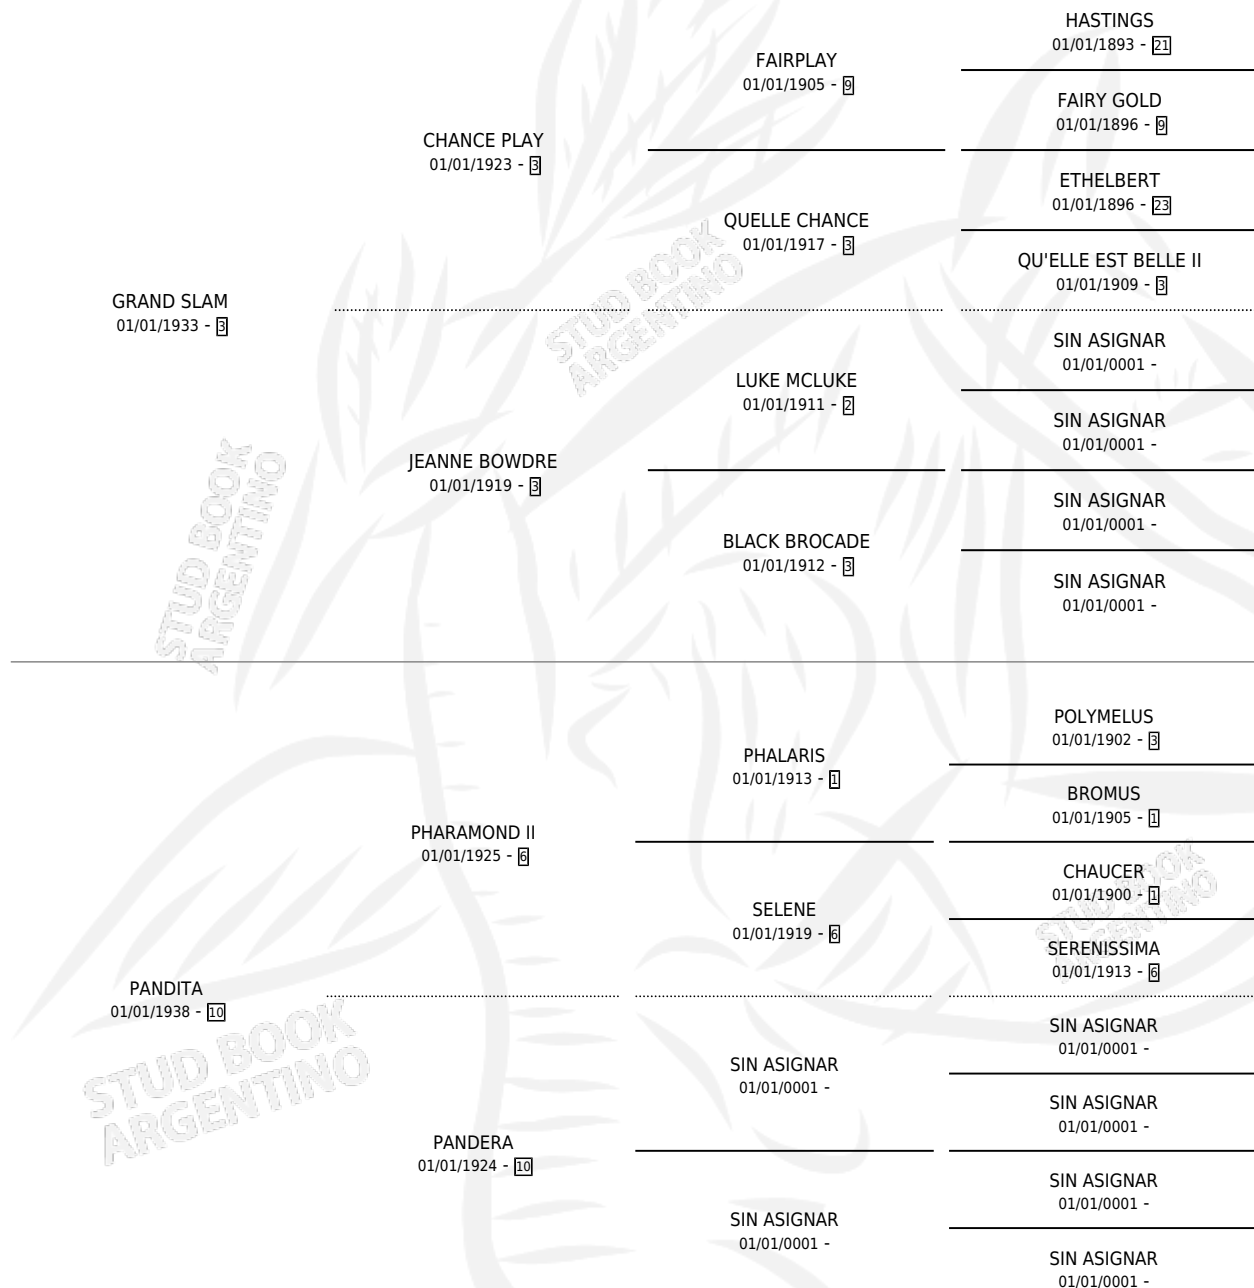 HASTINGS
01/01/1893 - 21
FAIRPLAY
01/01/1905 - 9
FAIRY GOLD
01/01/1896 - 9
CHANCE PLAY
01/01/1923 - 3
ETHELBERT
01/01/1896 - 23
QUELLE CHANCE
01/01/1917 - 3
QU'ELLE EST BELLE II
01/01/1909 - 3
GRAND SLAM
01/01/1933 - 3
SIN ASIGNAR
01/01/0001 -
LUKE MCLUKE
01/01/1911 - 2
SIN ASIGNAR
01/01/0001 -
JEANNE BOWDRE
01/01/1919 - 3
SIN ASIGNAR
01/01/0001 -
BLACK BROCADE
01/01/1912 - 3
SIN ASIGNAR
01/01/0001 -
POLYMELUS
01/01/1902 - 3
PHALARIS
01/01/1913 - 1
BROMUS
01/01/1905 - 1
PHARAMOND II
01/01/1925 - 6
CHAUCER
01/01/1900 - 1
SELENE
01/01/1919 - 6
SERENISSIMA
01/01/1913 - 6
PANDITA
01/01/1938 - 10
SIN ASIGNAR
01/01/0001 -
SIN ASIGNAR
01/01/0001 -
SIN ASIGNAR
01/01/0001 -
PANDERA
01/01/1924 - 10
SIN ASIGNAR
01/01/0001 -
SIN ASIGNAR
01/01/0001 -
SIN ASIGNAR
01/01/0001 -
STUD BOOK
ARGENTINO
STUD BOOK
ARGENTINO
STUD BOOK
ARGENTINO
STUD BOOK
ARGENTINO